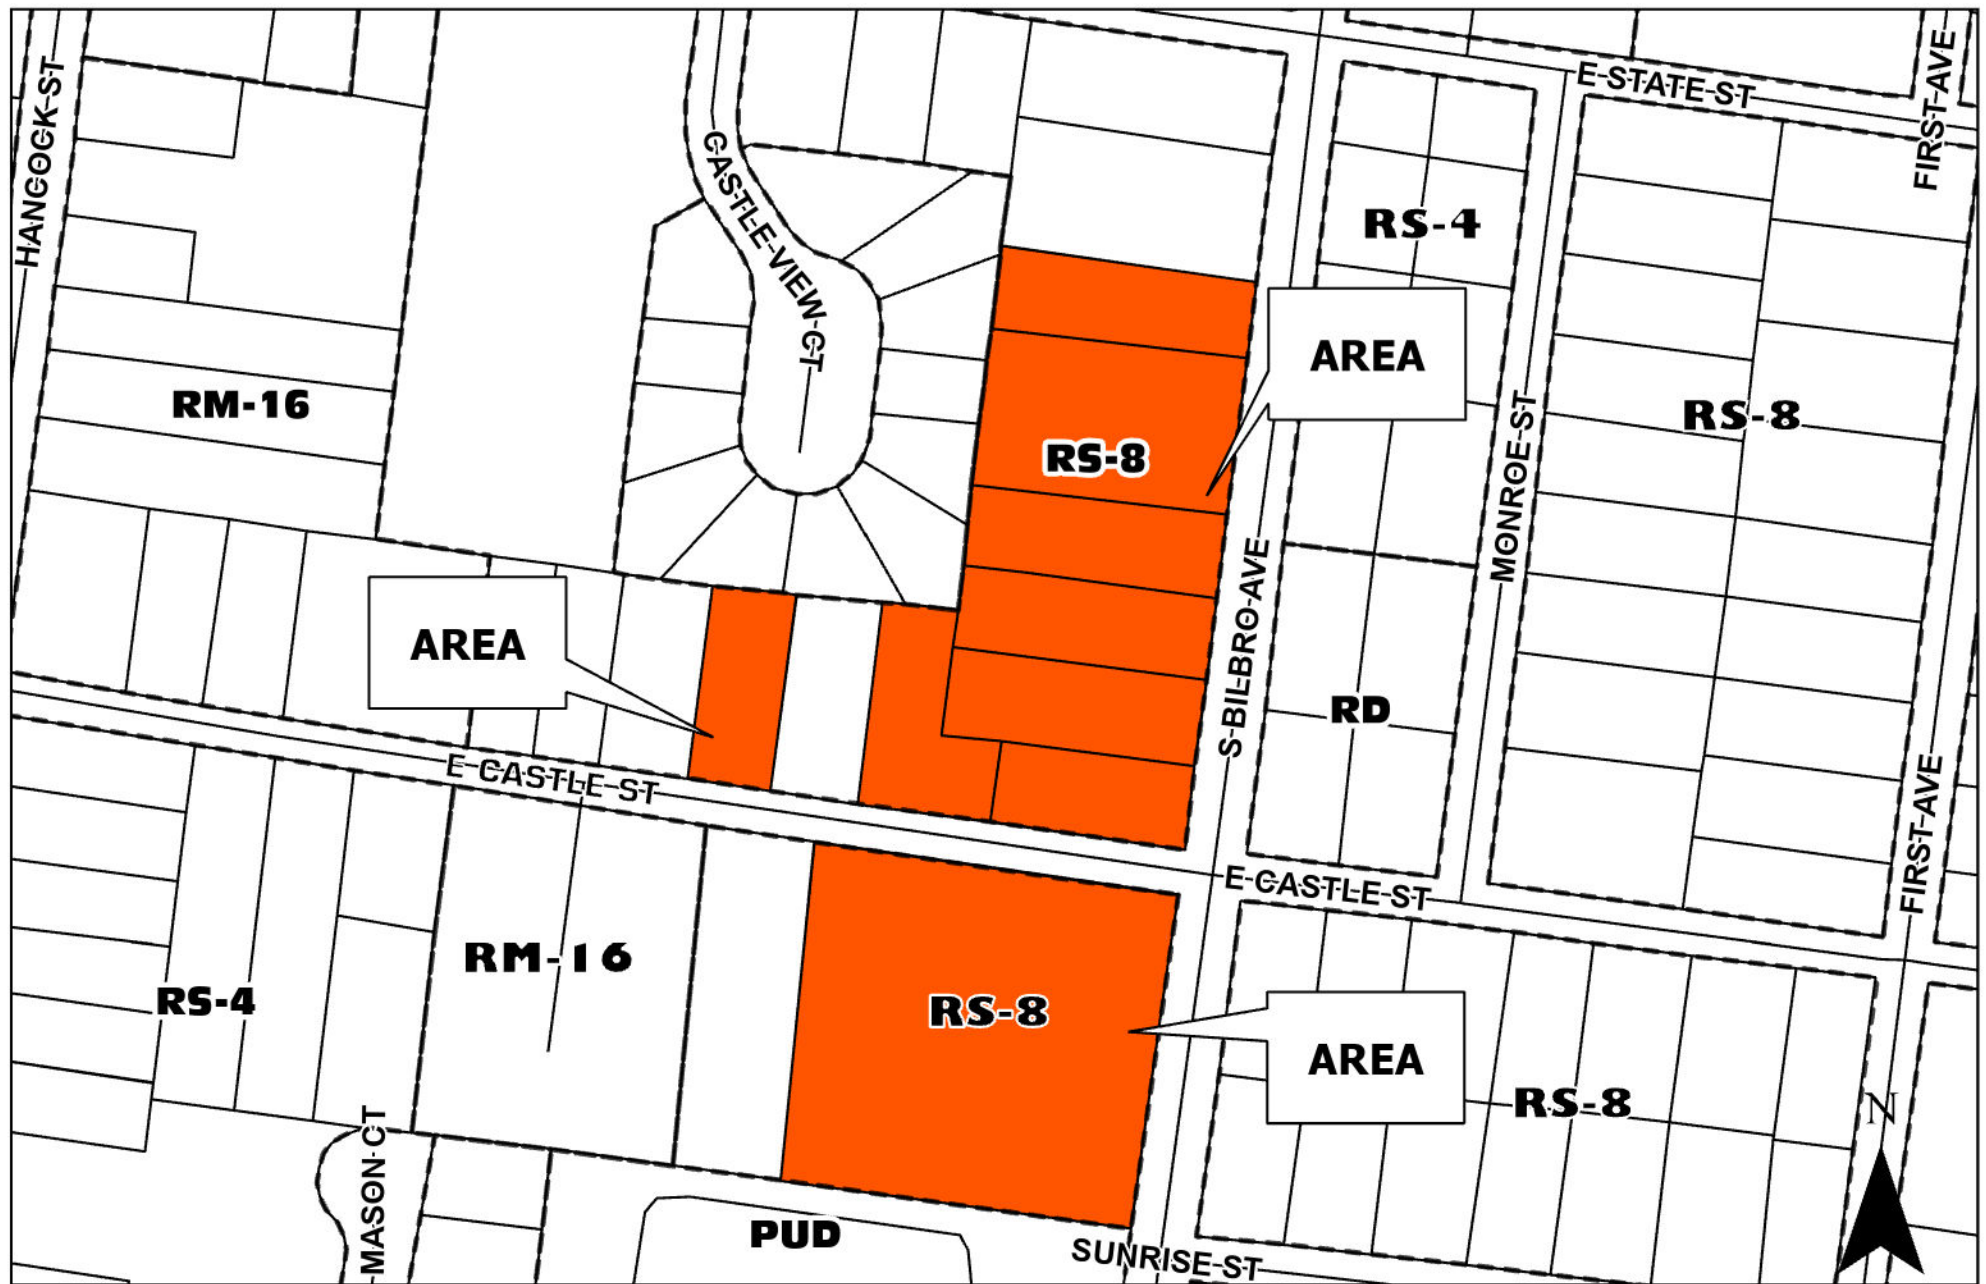 E STATE ST
FIRST AVE
HANCOCK ST
CASTLE VIEW CT
RS-4
AREA
RM-16
RS-8
RS-8
MONROE ST
AREA
S BILBRO AVE
RD
E CASTLE ST
FIRST AVE
E CASTLE ST
RM-16
RS-4
RS-8
AREA
RS-8
N
MASON CT
PUD
SUNRISE ST